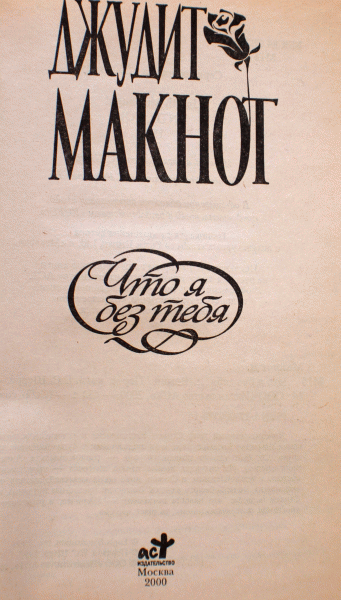 ДЖУДИТ
МАКНОТ
Что я
без тебя
аст
ИЗДАТЕЛЬСТВО
Москва
2000